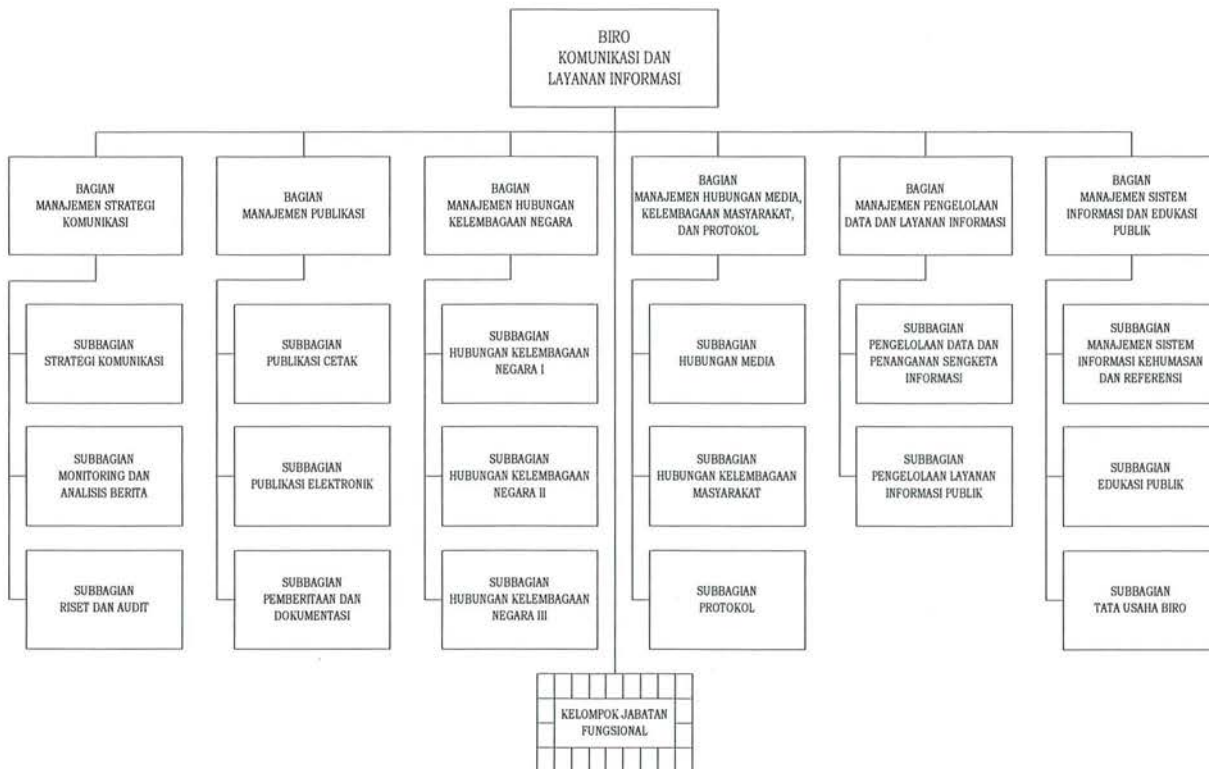 BIRO
KOMUNIKASI DAN
LAYANAN INFORMASI
BAGIAN
MANAJEMEN STRATEGI
KOMUNIKASI
BAGIAN
MANAJEMEN PUBLIKASI
BAGIAN
MANAJEMEN HUBUNGAN
KELEMBAGAAN NEGARA
BAGIAN
MANAJEMEN HUBUNGAN MEDIA,
KELEMBAGAAN MASYARAKAT,
DAN PROTOKOL
BAGIAN
MANAJEMEN PENGELOLAAN
DATA DAN LAYANAN INFORMASI
BAGIAN
MANAJEMEN SISTEM
INFORMASI DAN EDUKASI
PUBLIK
SUBBAGIAN
STRATEGI KOMUNIKASI
SUBBAGIAN
PUBLIKASI CETAK
SUBBAGIAN
HUBUNGAN KELEMBAGAAN
NEGARA I
SUBBAGIAN
HUBUNGAN MEDIA
SUBBAGIAN
PENGELOLAAN DATA DAN
PENANGANAN SENGKETA
INFORMASI
SUBBAGIAN
MANAJEMEN SISTEM
INFORMASI KEHUMASAN
DAN REFERENSI
SUBBAGIAN
MONITORING DAN
ANALISIS BERITA
SUBBAGIAN
PUBLIKASI ELEKTRONIK
SUBBAGIAN
HUBUNGAN KELEMBAGAAN
NEGARA II
SUBBAGIAN
HUBUNGAN KELEMBAGAAN
MASYARAKAT
SUBBAGIAN
PENGELOLAAN LAYANAN
INFORMASI PUBLIK
SUBBAGIAN
EDUKASI PUBLIK
SUBBAGIAN
RISET DAN AUDIT
SUBBAGIAN
PEMBERITAAN DAN
DOKUMENTASI
SUBBAGIAN
HUBUNGAN KELEMBAGAAN
NEGARA III
SUBBAGIAN
PROTOKOL
SUBBAGIAN
TATA USAHA BIRO
KELOMPOK JABATAN
FUNGSIONAL